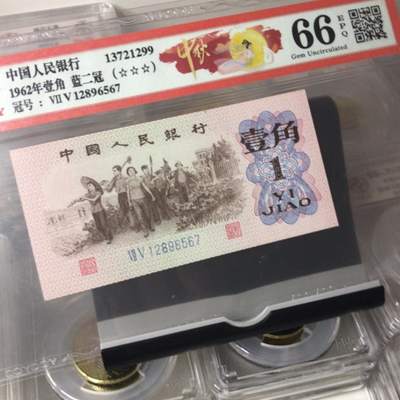 中国人民银行 13721299
1962年壹角 蓝二冠 (☆☆☆)
冠号: VII V 12896567
中秋
66 EPQ
Gem Uncirculated
中國人民銀行
壹角
1
YI
JIAO
VII V 12896567